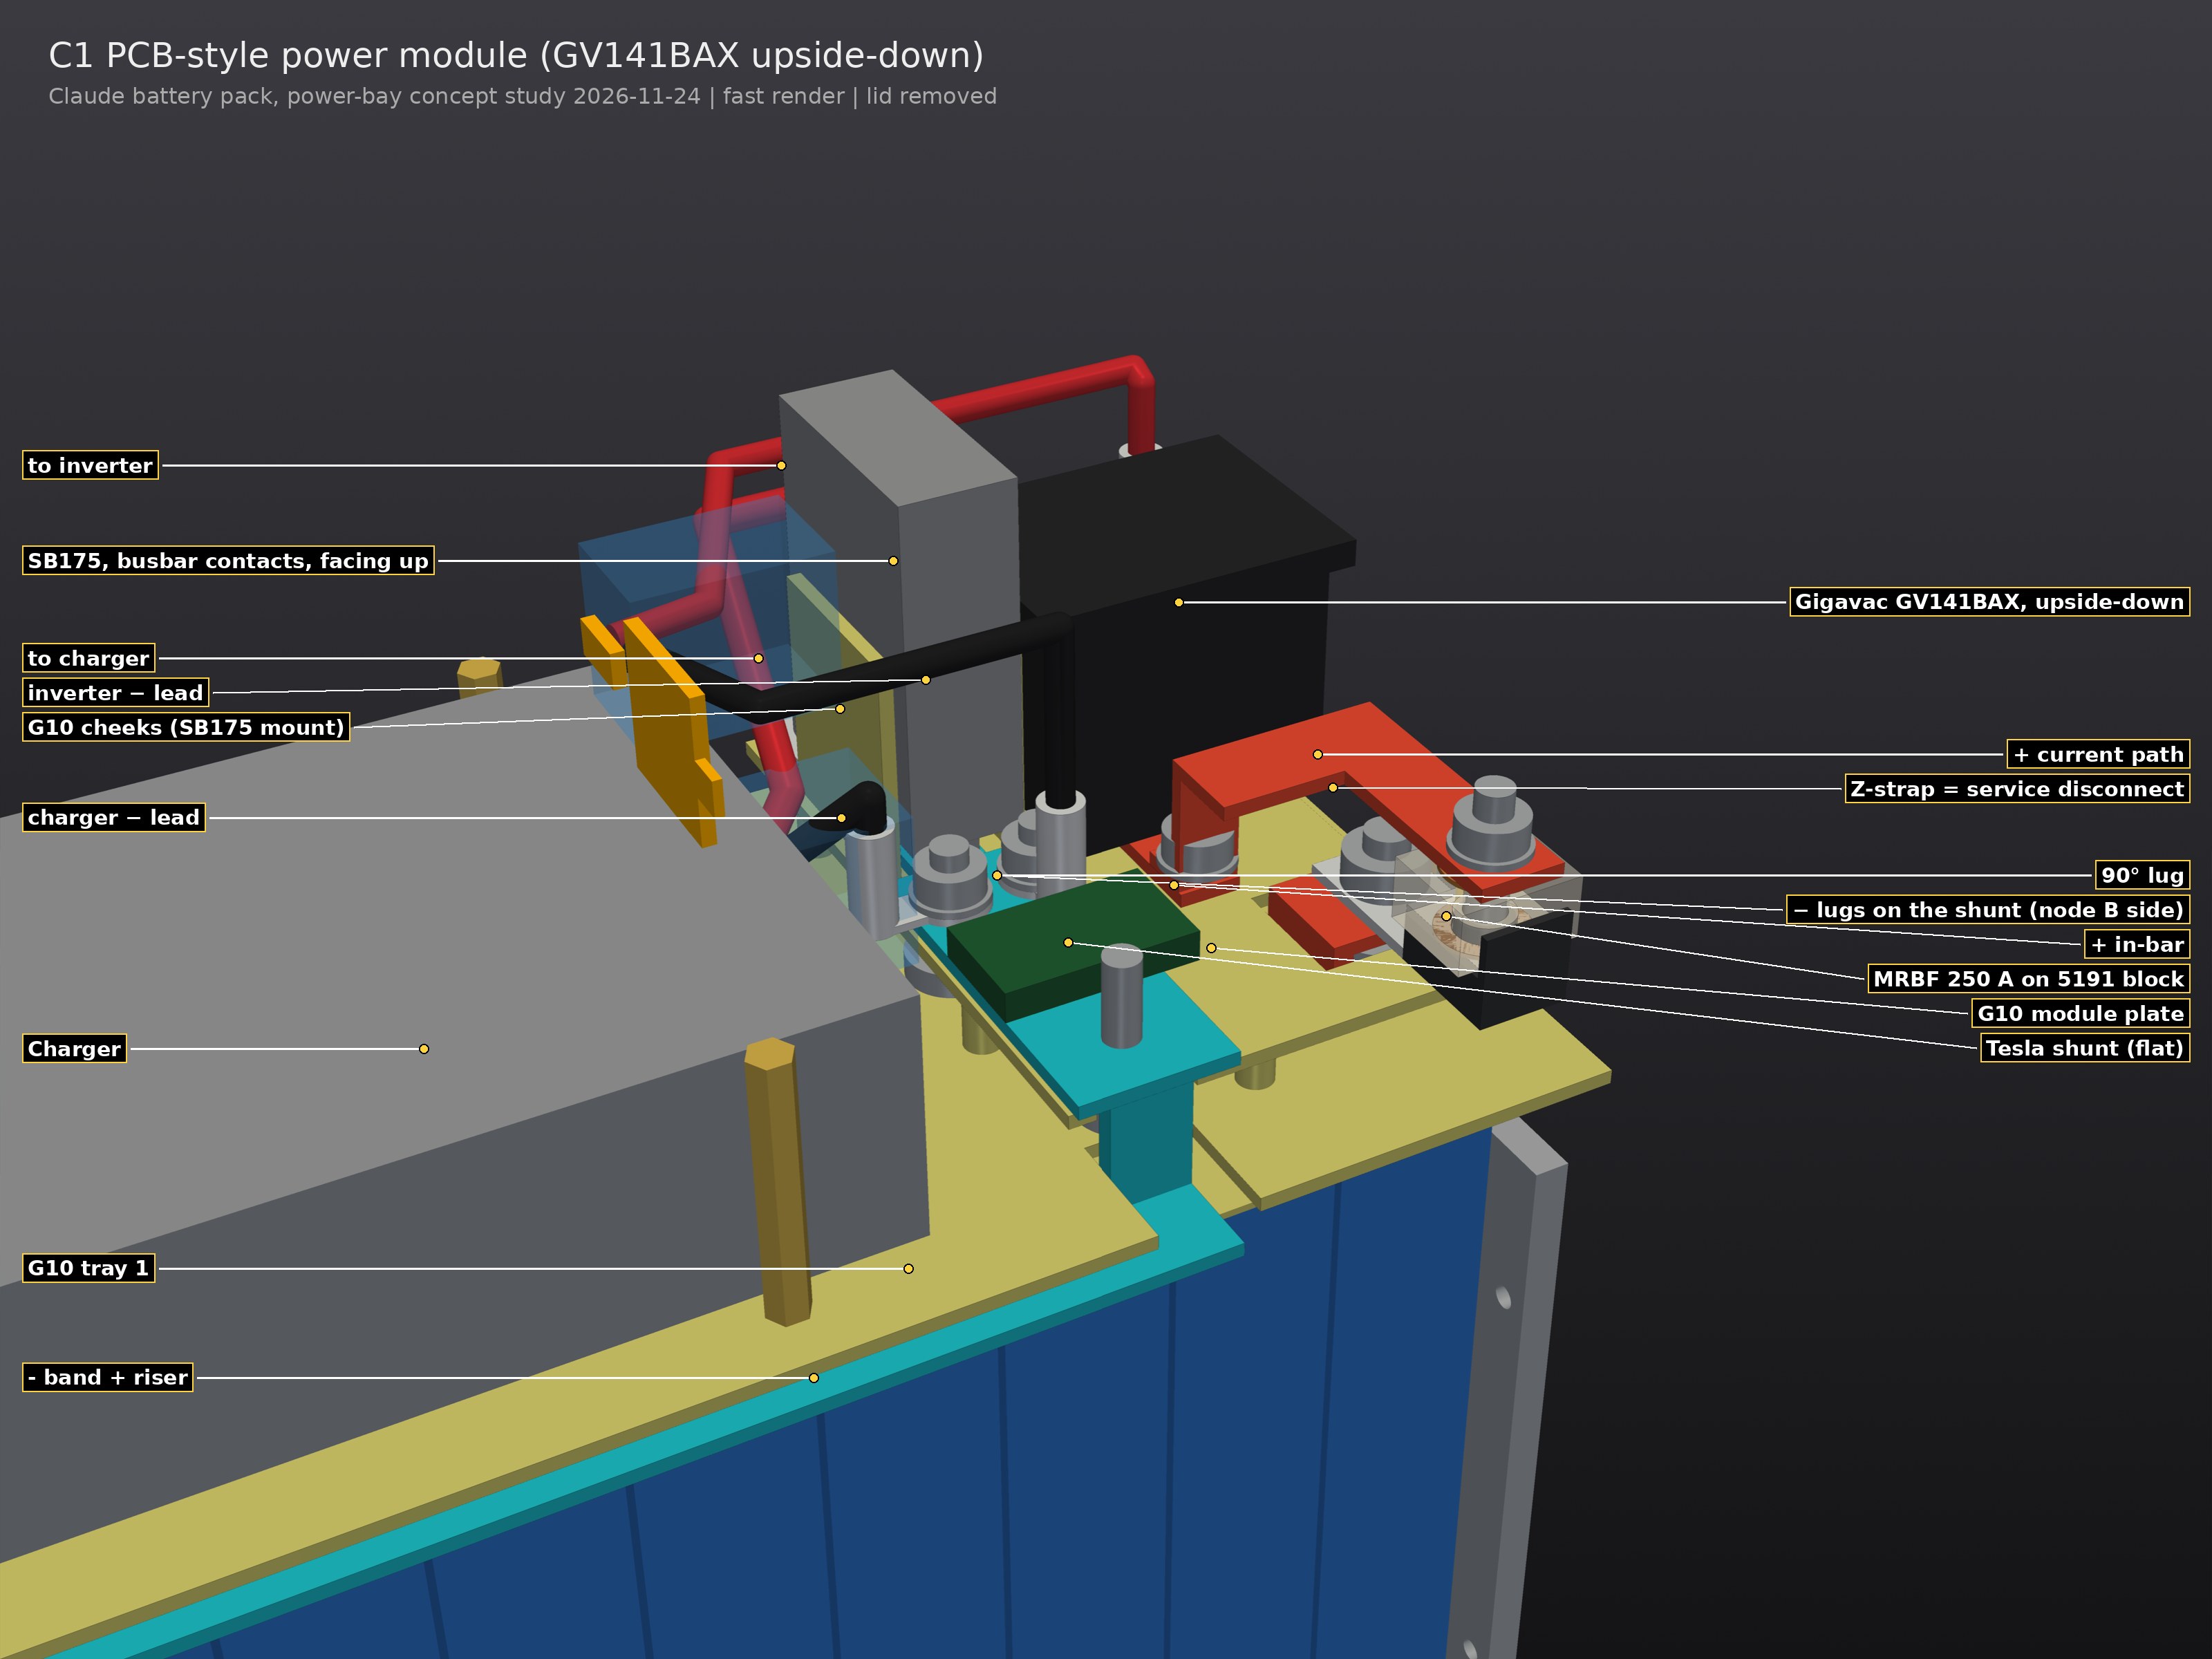 C1 PCB-style power module (GV141BAX upside-down)
Claude battery pack, power-bay concept study 2026-11-24 | fast render | lid removed
to inverter
SB175, busbar contacts, facing up
to charger
inverter − lead
G10 cheeks (SB175 mount)
charger − lead
Charger
G10 tray 1
- band + riser
Gigavac GV141BAX, upside-down
+ current path
Z-strap = service disconnect
90° lug
− lugs on the shunt (node B side)
+ in-bar
MRBF 250 A on 5191 block
G10 module plate
Tesla shunt (flat)